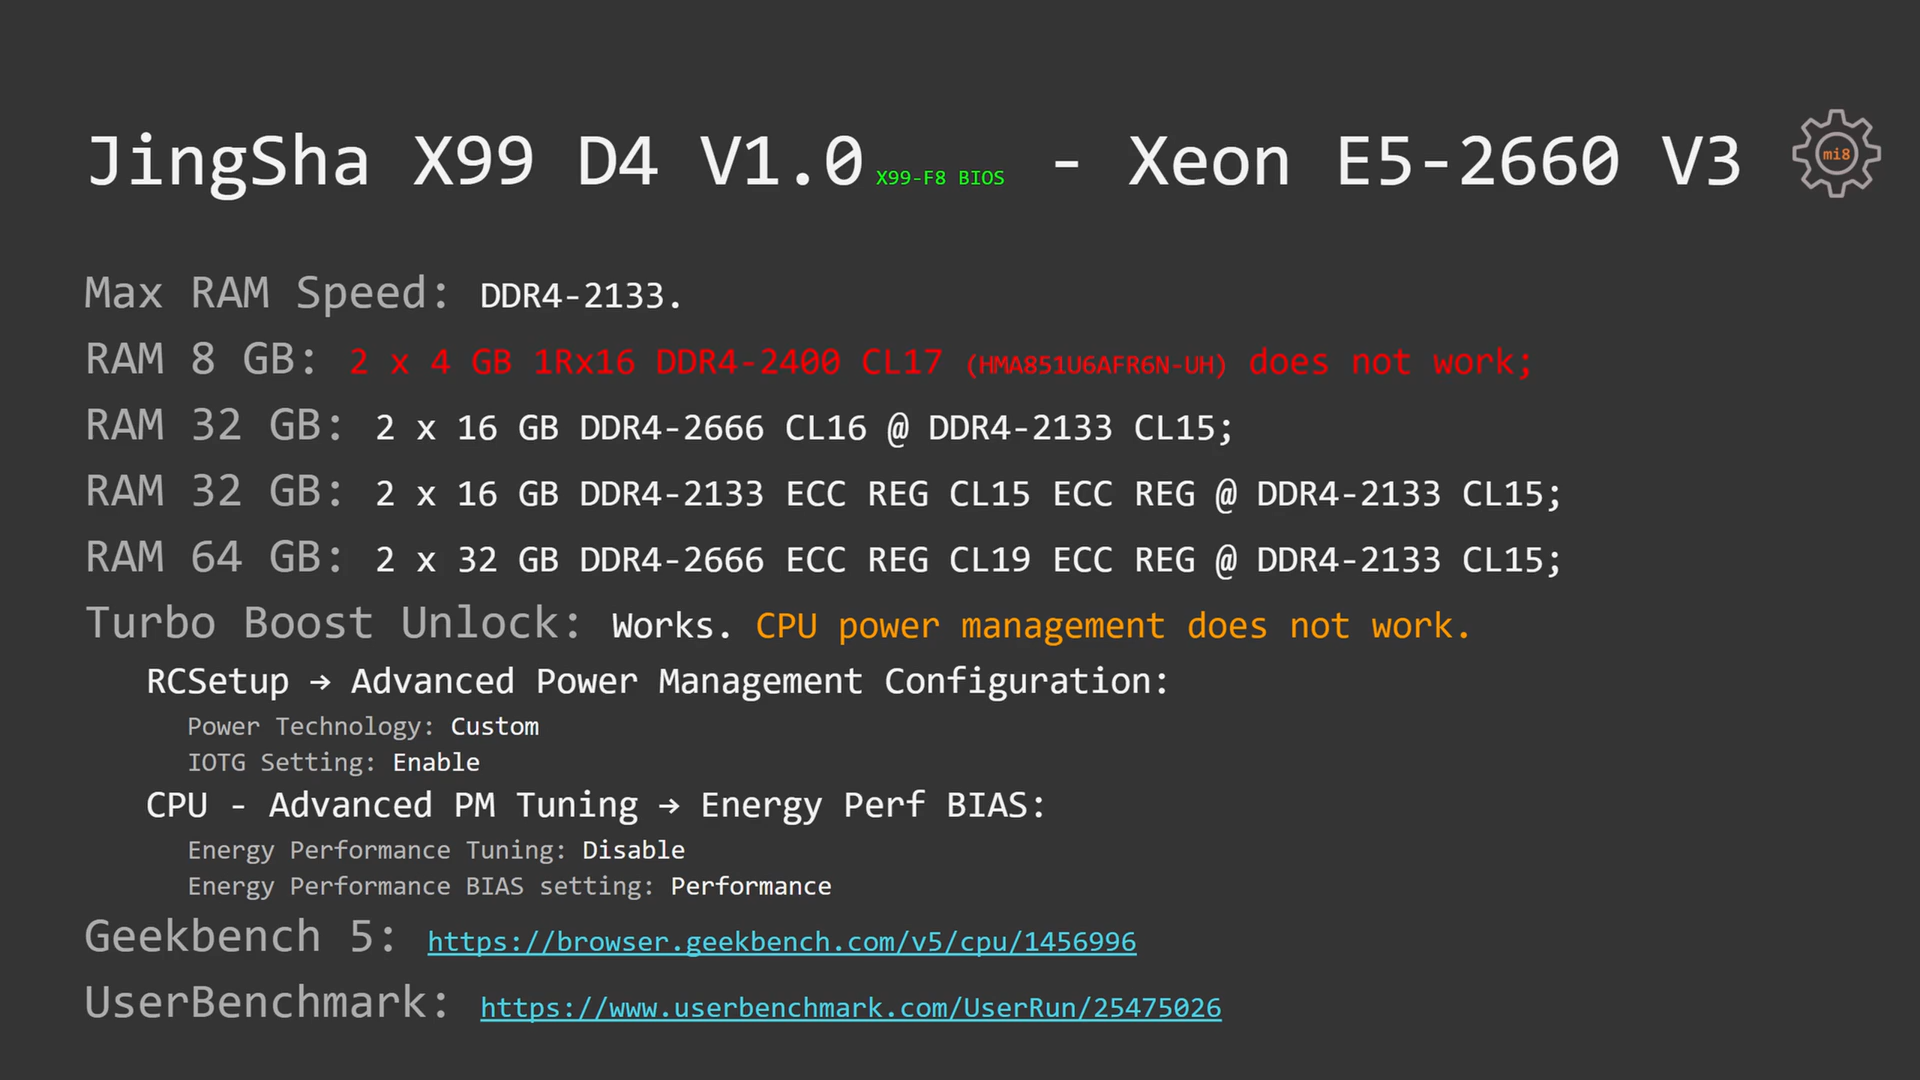 JingSha X99 D4 V1.0 X99-F8 BIOS - Xeon E5-2660 V3 mi8
Max RAM Speed: DDR4-2133.
RAM 8 GB: 2 x 4 GB 1Rx16 DDR4-2400 CL17 (HMA851U6AFR6N-UH) does not work;
RAM 32 GB: 2 x 16 GB DDR4-2666 CL16 @ DDR4-2133 CL15;
RAM 32 GB: 2 x 16 GB DDR4-2133 ECC REG CL15 ECC REG @ DDR4-2133 CL15;
RAM 64 GB: 2 x 32 GB DDR4-2666 ECC REG CL19 ECC REG @ DDR4-2133 CL15;
Turbo Boost Unlock: Works. CPU power management does not work.
RCSetup → Advanced Power Management Configuration:
Power Technology: Custom
IOTG Setting: Enable
CPU - Advanced PM Tuning → Energy Perf BIAS:
Energy Performance Tuning: Disable
Energy Performance BIAS setting: Performance
Geekbench 5: https://browser.geekbench.com/v5/cpu/1456996
UserBenchmark: https://www.userbenchmark.com/UserRun/25475026